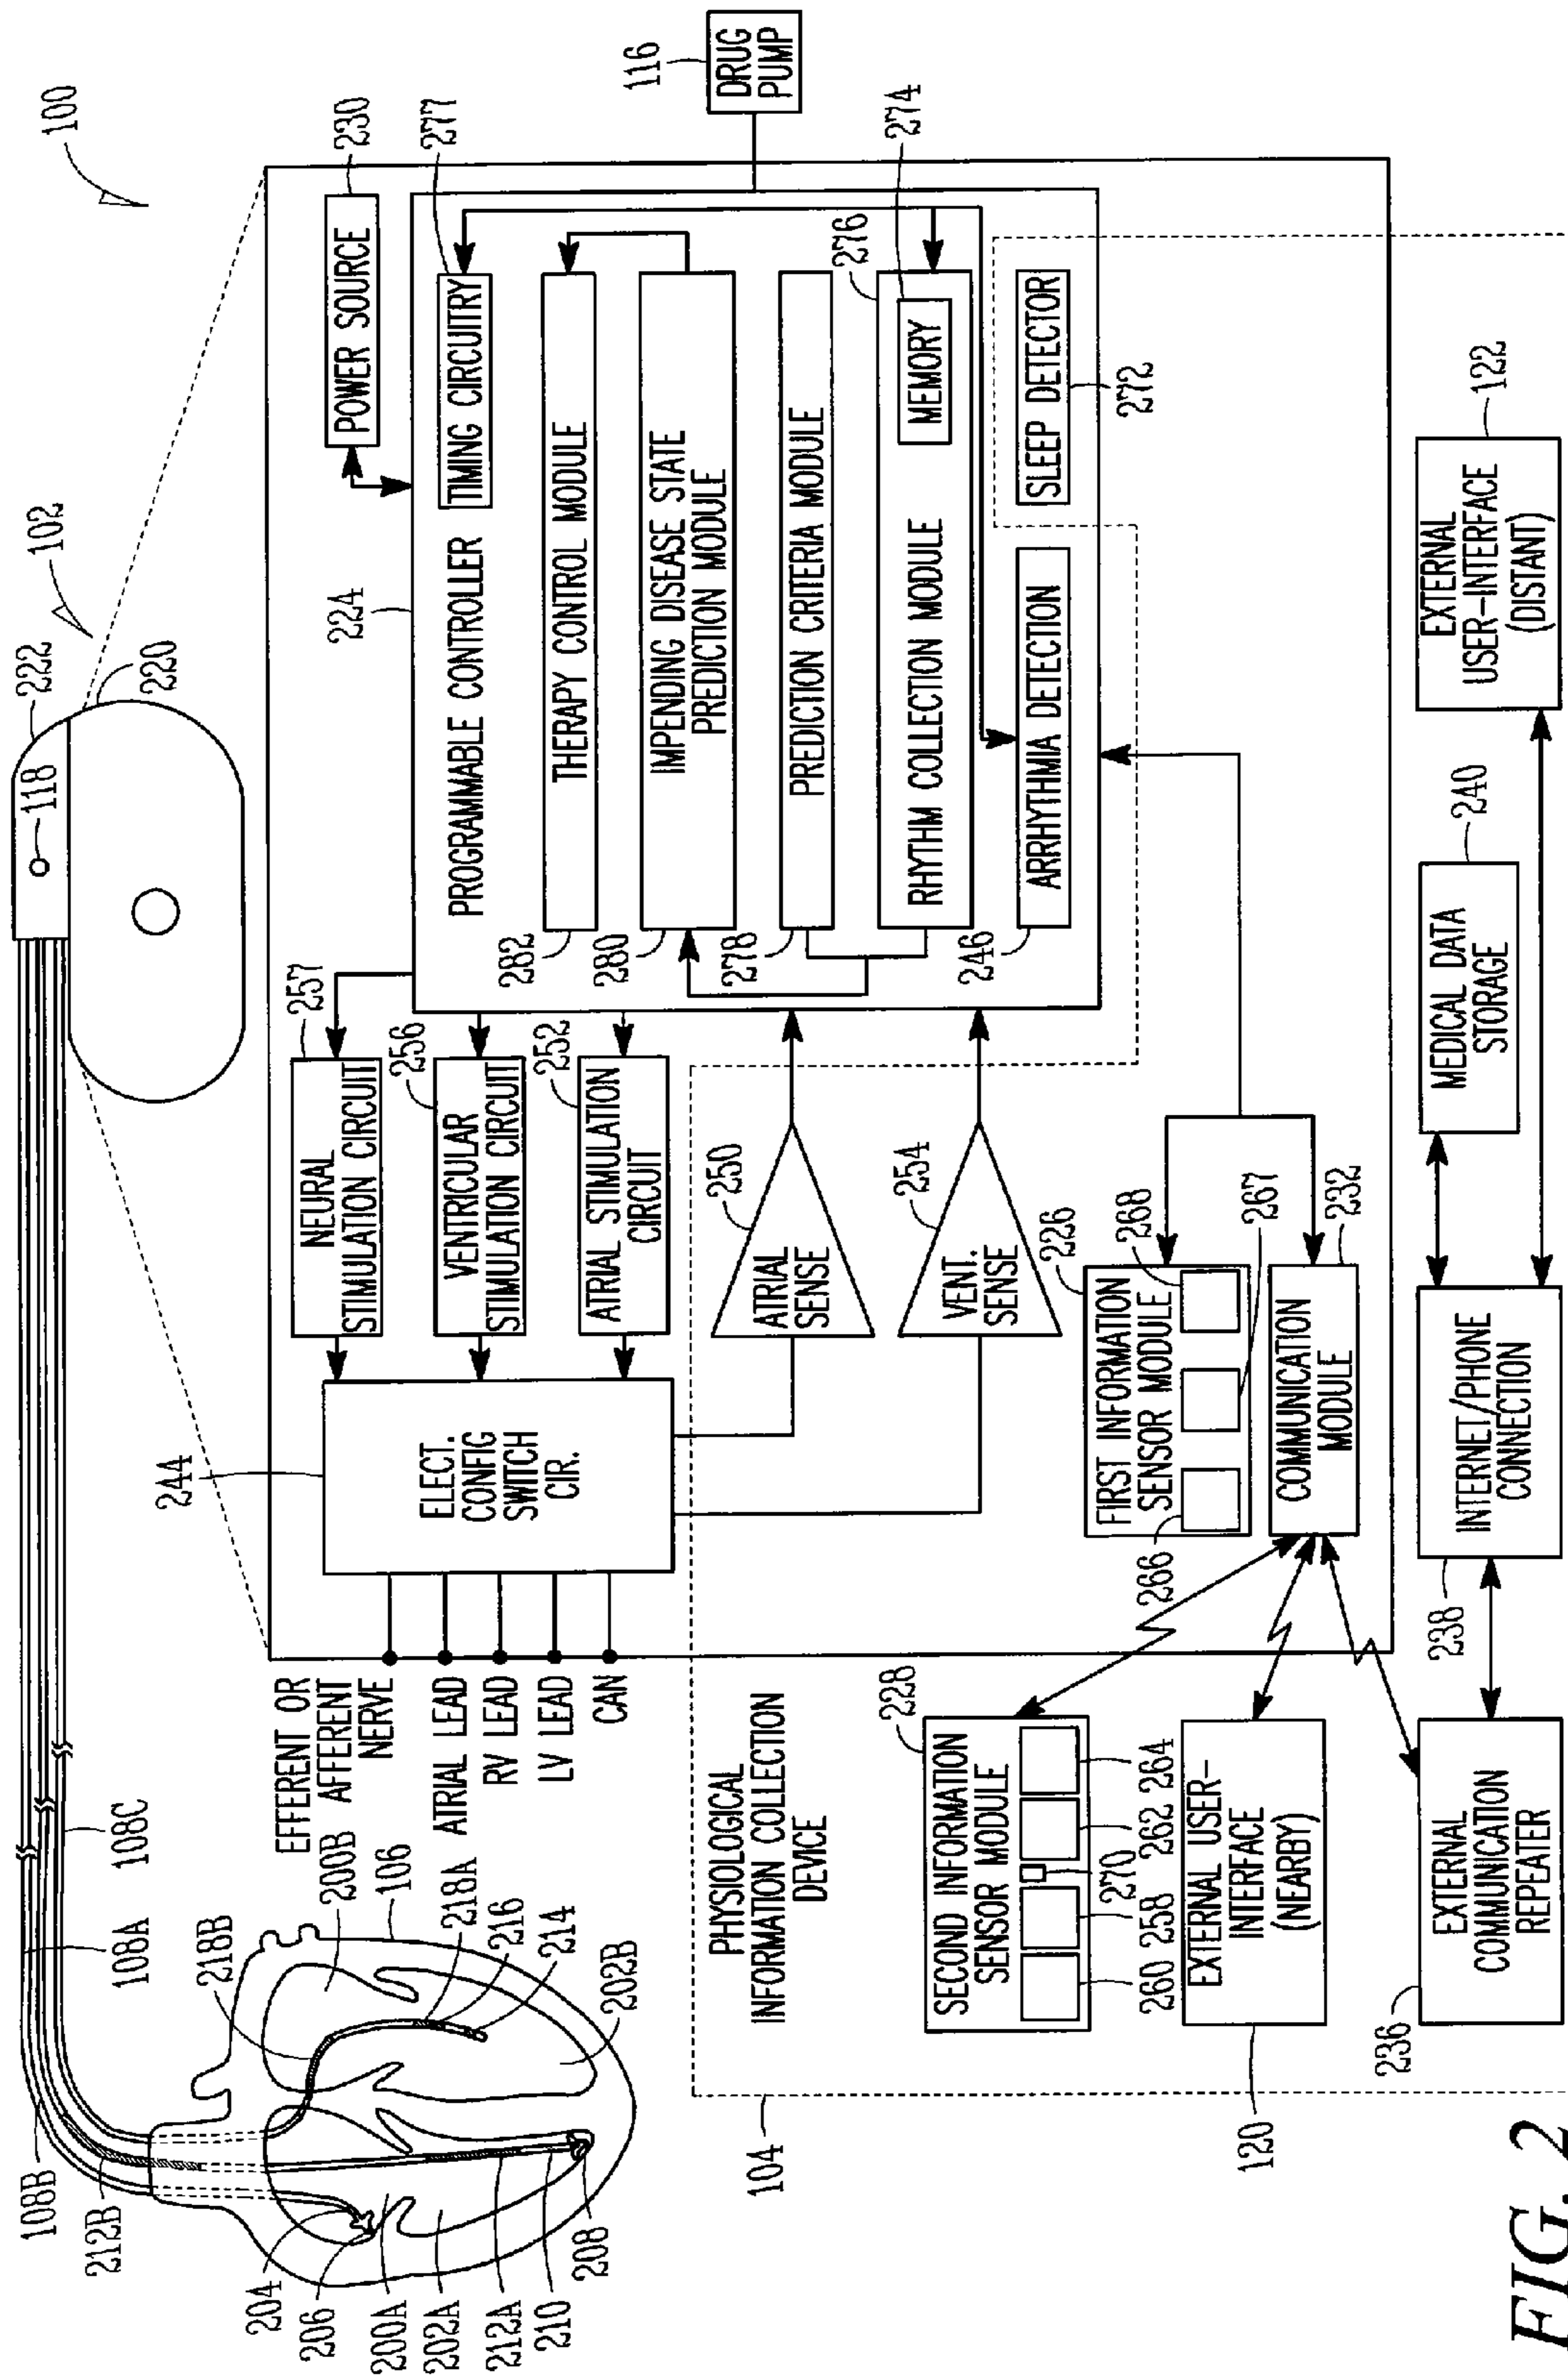 100
102
222
118
220
108A
108B
108C
212B
218B
200B
106
218A
216
214
202B
204
206
200A
202A
212A
210
208
EFFERENT OR
AFFERENT
NERVE
ATRIAL LEAD
RV LEAD
LV LEAD
CAN
244
ELECT.
CONFIG
SWITCH
CIR.
257
NEURAL
STIMULATION CIRCUIT
256
VENTRICULAR
STIMULATION CIRCUIT
252
ATRIAL STIMULATION
CIRCUIT
250
ATRIAL
SENSE
254
VENT.
SENSE
230
POWER SOURCE
224
PROGRAMMABLE CONTROLLER
277
TIMING CIRCUITRY
282
THERAPY CONTROL MODULE
280
IMPENDING DISEASE STATE
PREDICTION MODULE
278
PREDICTION CRITERIA MODULE
276
274
MEMORY
RHYTHM COLLECTION MODULE
246
ARRHYTHMIA DETECTION
SLEEP DETECTOR
272
116
DRUG
PUMP
104
PHYSIOLOGICAL
INFORMATION COLLECTION
DEVICE
226
FIRST INFORMATION
SENSOR MODULE
268
266
267
COMMUNICATION
MODULE
232
228
SECOND INFORMATION
SENSOR MODULE
260
258
270
262
264
120
EXTERNAL USER-
INTERFACE
(NEARBY)
236
EXTERNAL
COMMUNICATION
REPEATER
238
INTERNET/PHONE
CONNECTION
MEDICAL DATA
STORAGE
240
EXTERNAL
USER-INTERFACE
(DISTANT)
122
FIG. 2